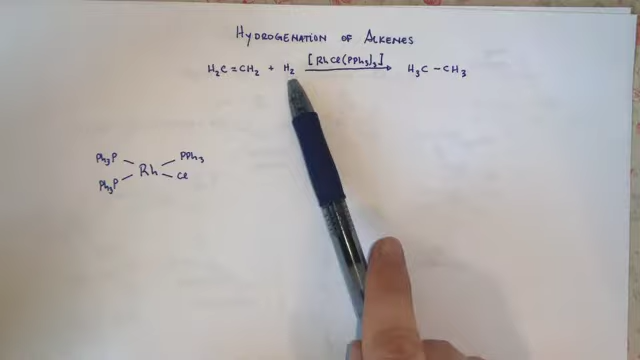 HYDROGENATION OF ALKENES
[RhCl(PPh₃)₃]
H₂C=CH₂ + H₂ ⟶ H₃C-CH₃
Ph₃P PPh₃
Rh
Ph₃P Cl